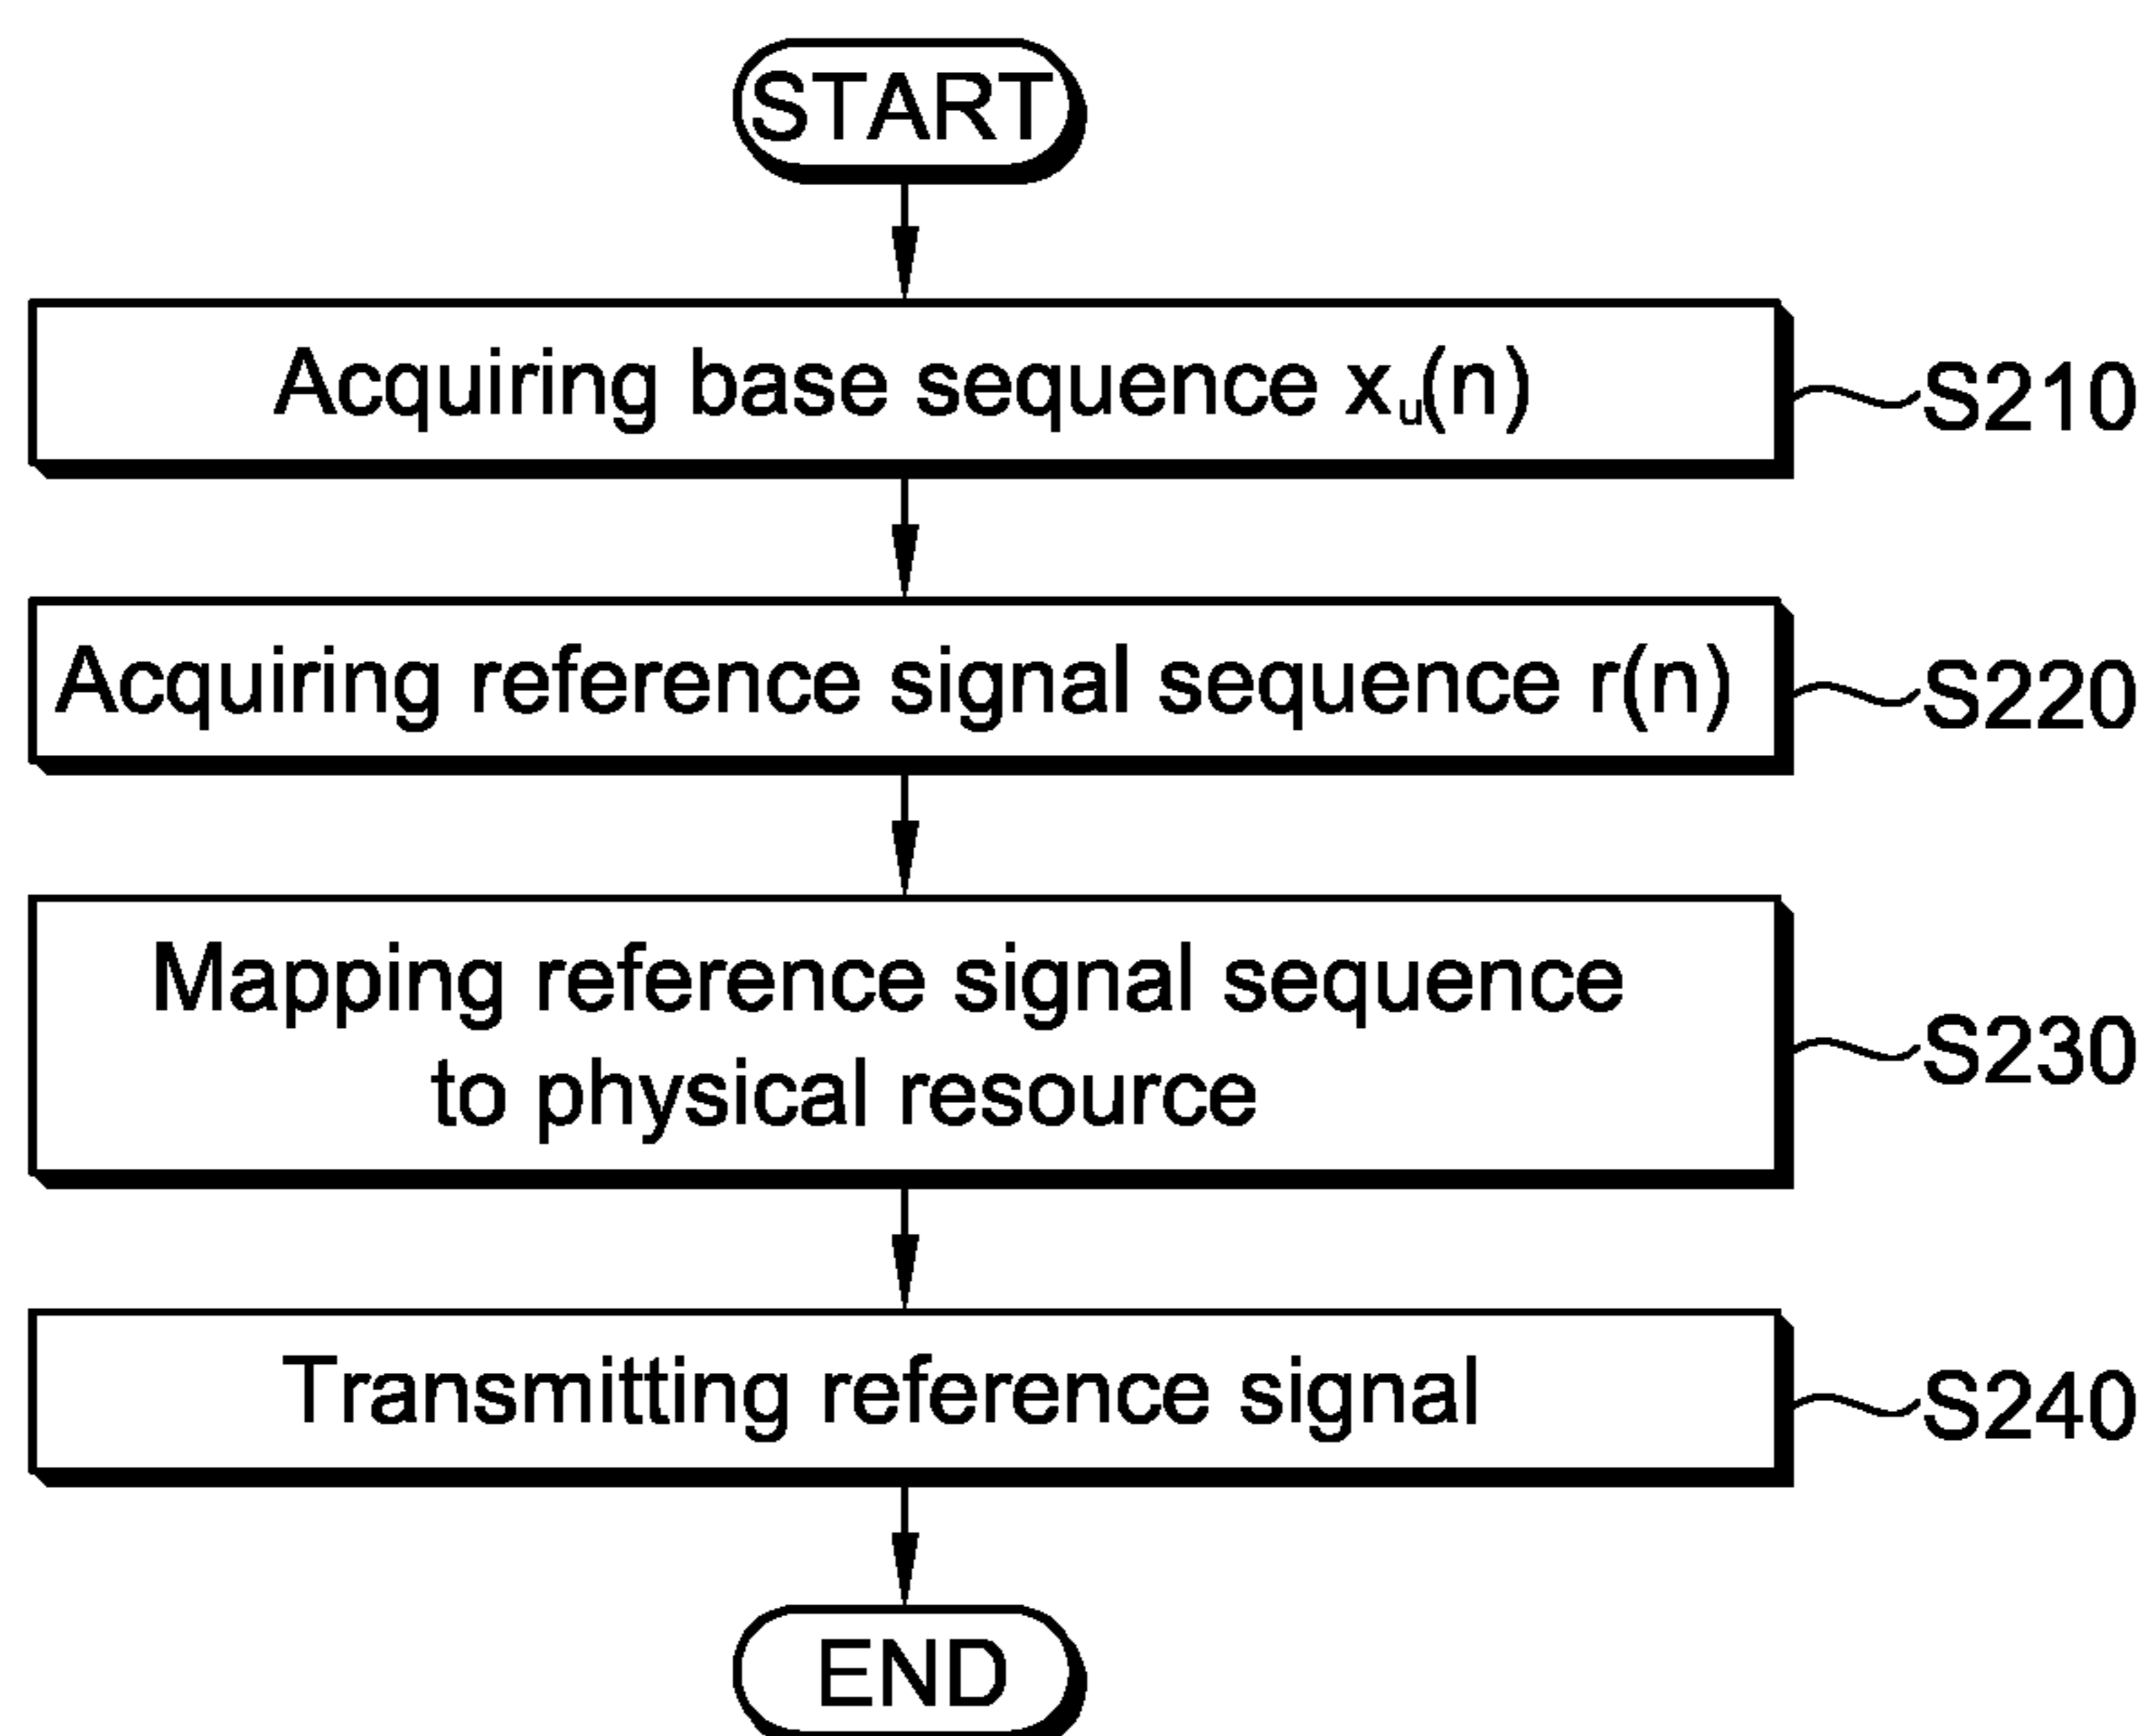 START
Acquiring base sequence xᵤ(n)
S210
Acquiring reference signal sequence r(n)
S220
Mapping reference signal sequence
to physical resource
S230
Transmitting reference signal
S240
END